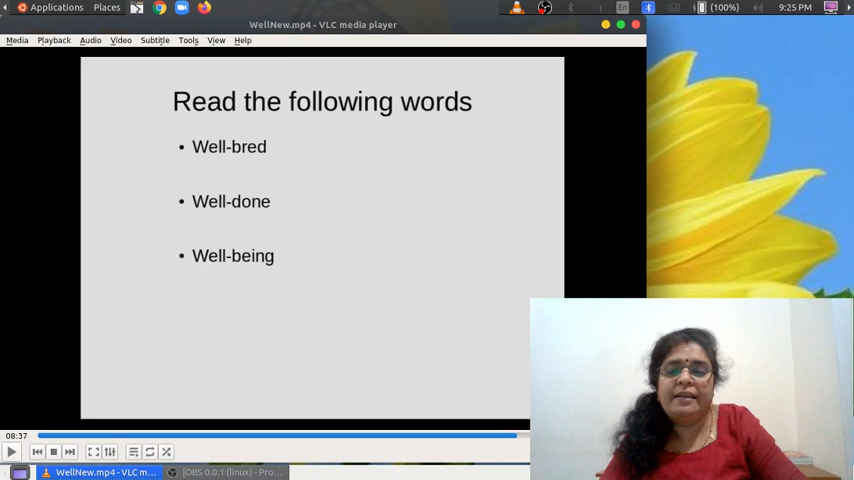 Applications Places En (100%) 9:25 PM
WellNew.mp4 - VLC media player
Media Playback Audio Video Subtitle Tools View Help
Read the following words
• Well-bred
• Well-done
• Well-being
08:37
WellNew.mp4 - VLC m... [OBS 0.0.1 (linux) - Pro...